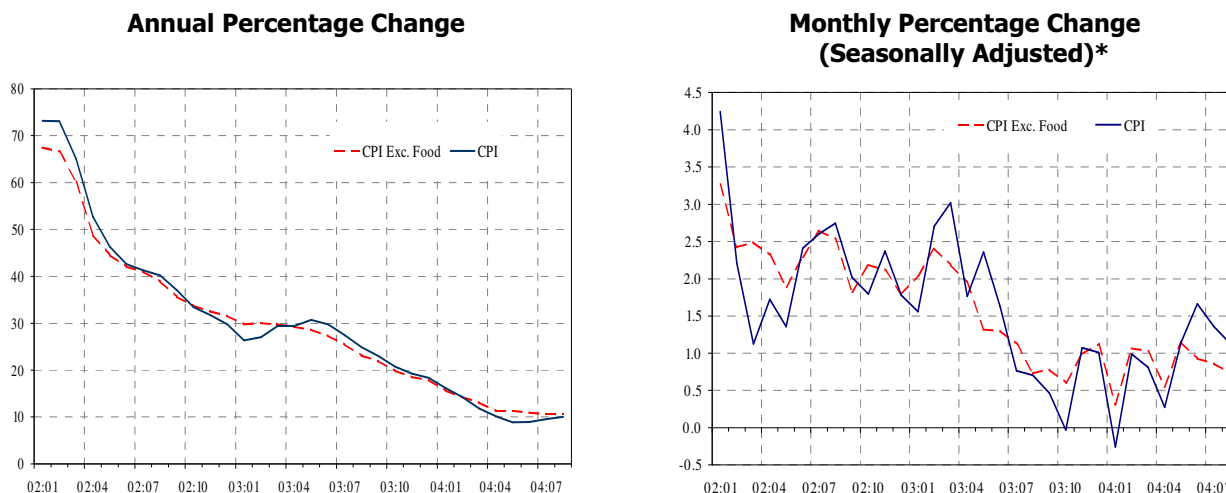 Annual Percentage Change
80
70
60
50
40
30
20
10
0
CPI Exc. Food CPI
02:01 02:04 02:07 02:10 03:01 03:04 03:07 03:10 04:01 04:04 04:07
Monthly Percentage Change
(Seasonally Adjusted)*
4.5
4.0
3.5
3.0
2.5
2.0
1.5
1.0
0.5
0.0
-0.5
CPI Exc. Food CPI
02:01 02:04 02:07 02:10 03:01 03:04 03:07 03:10 04:01 04:04 04:07